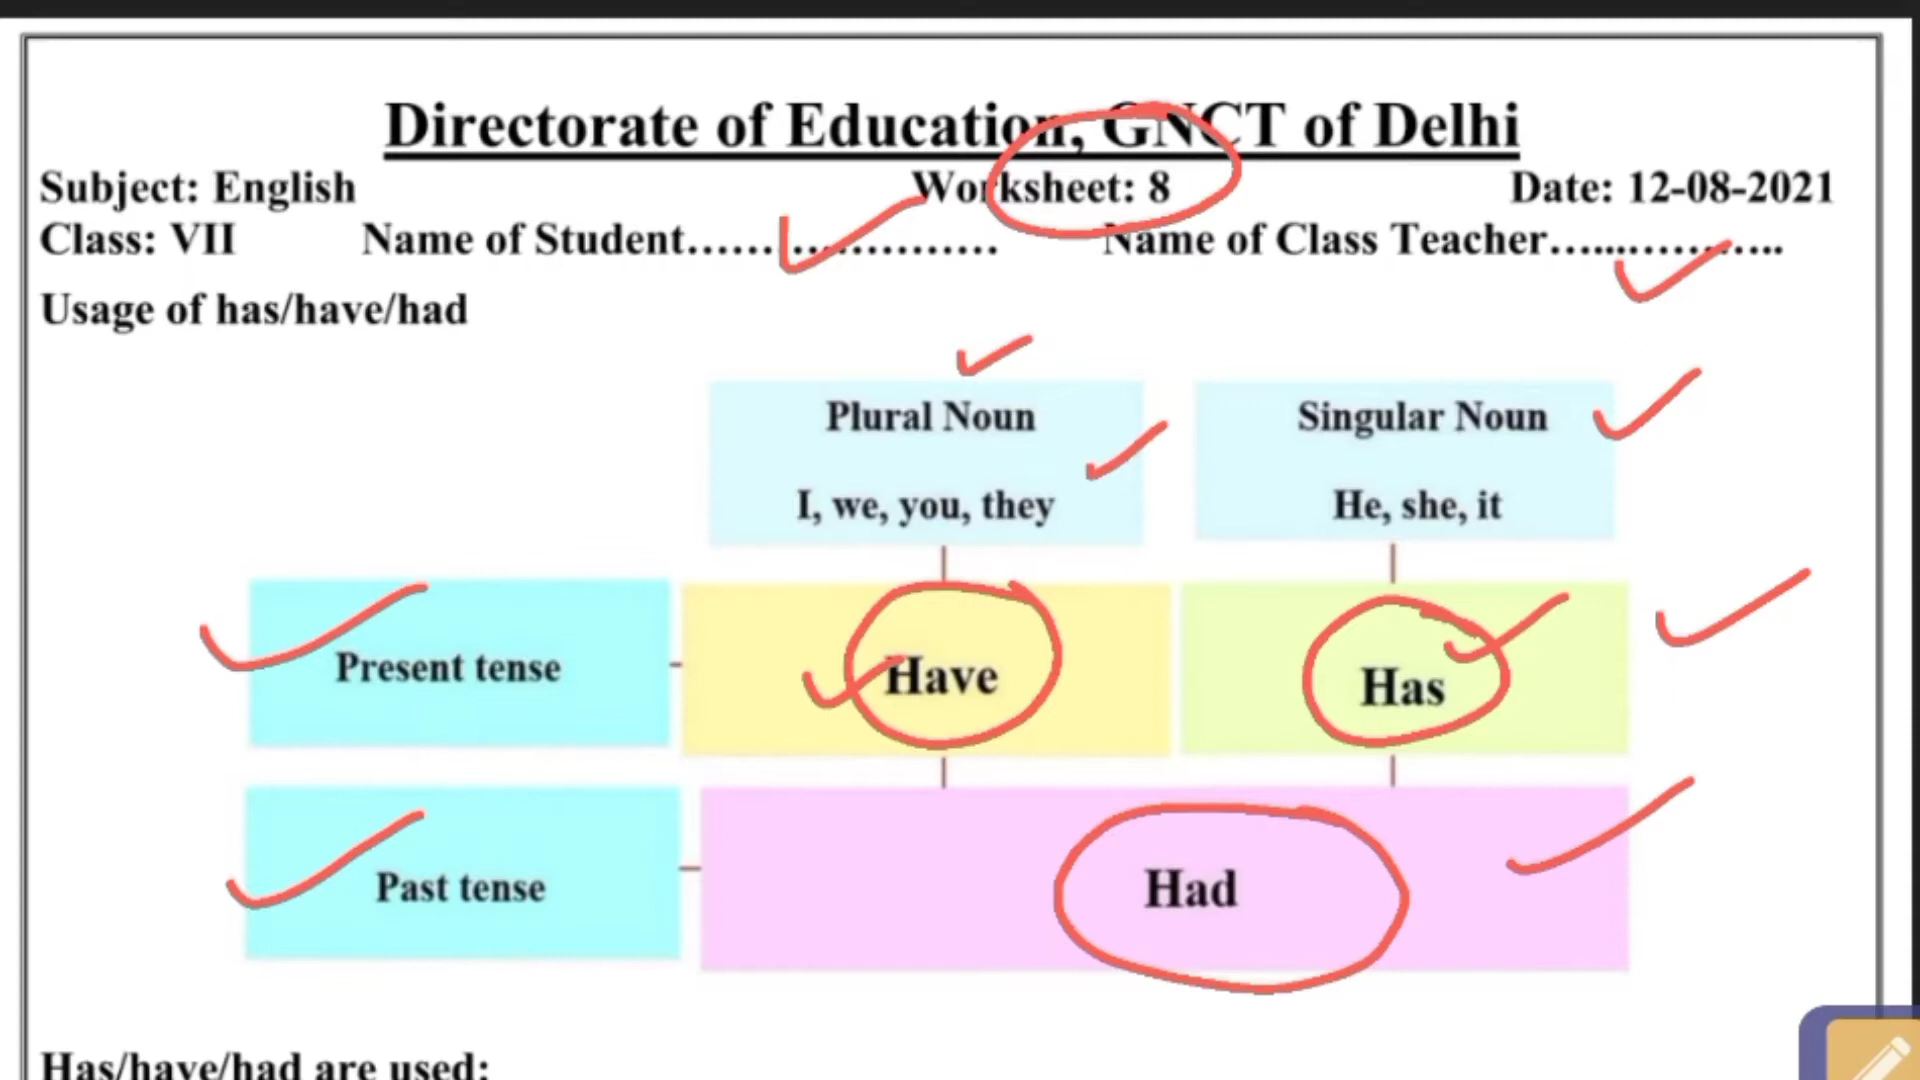 Directorate of Education, GNCT of Delhi
Subject: English Worksheet: 8 Date: 12-08-2021
Class: VII Name of Student………………… Name of Class Teacher…...………..
Usage of has/have/had
Plural Noun Singular Noun
I, we, you, they He, she, it
Present tense Have Has
Past tense Had
Has/have/had are used: